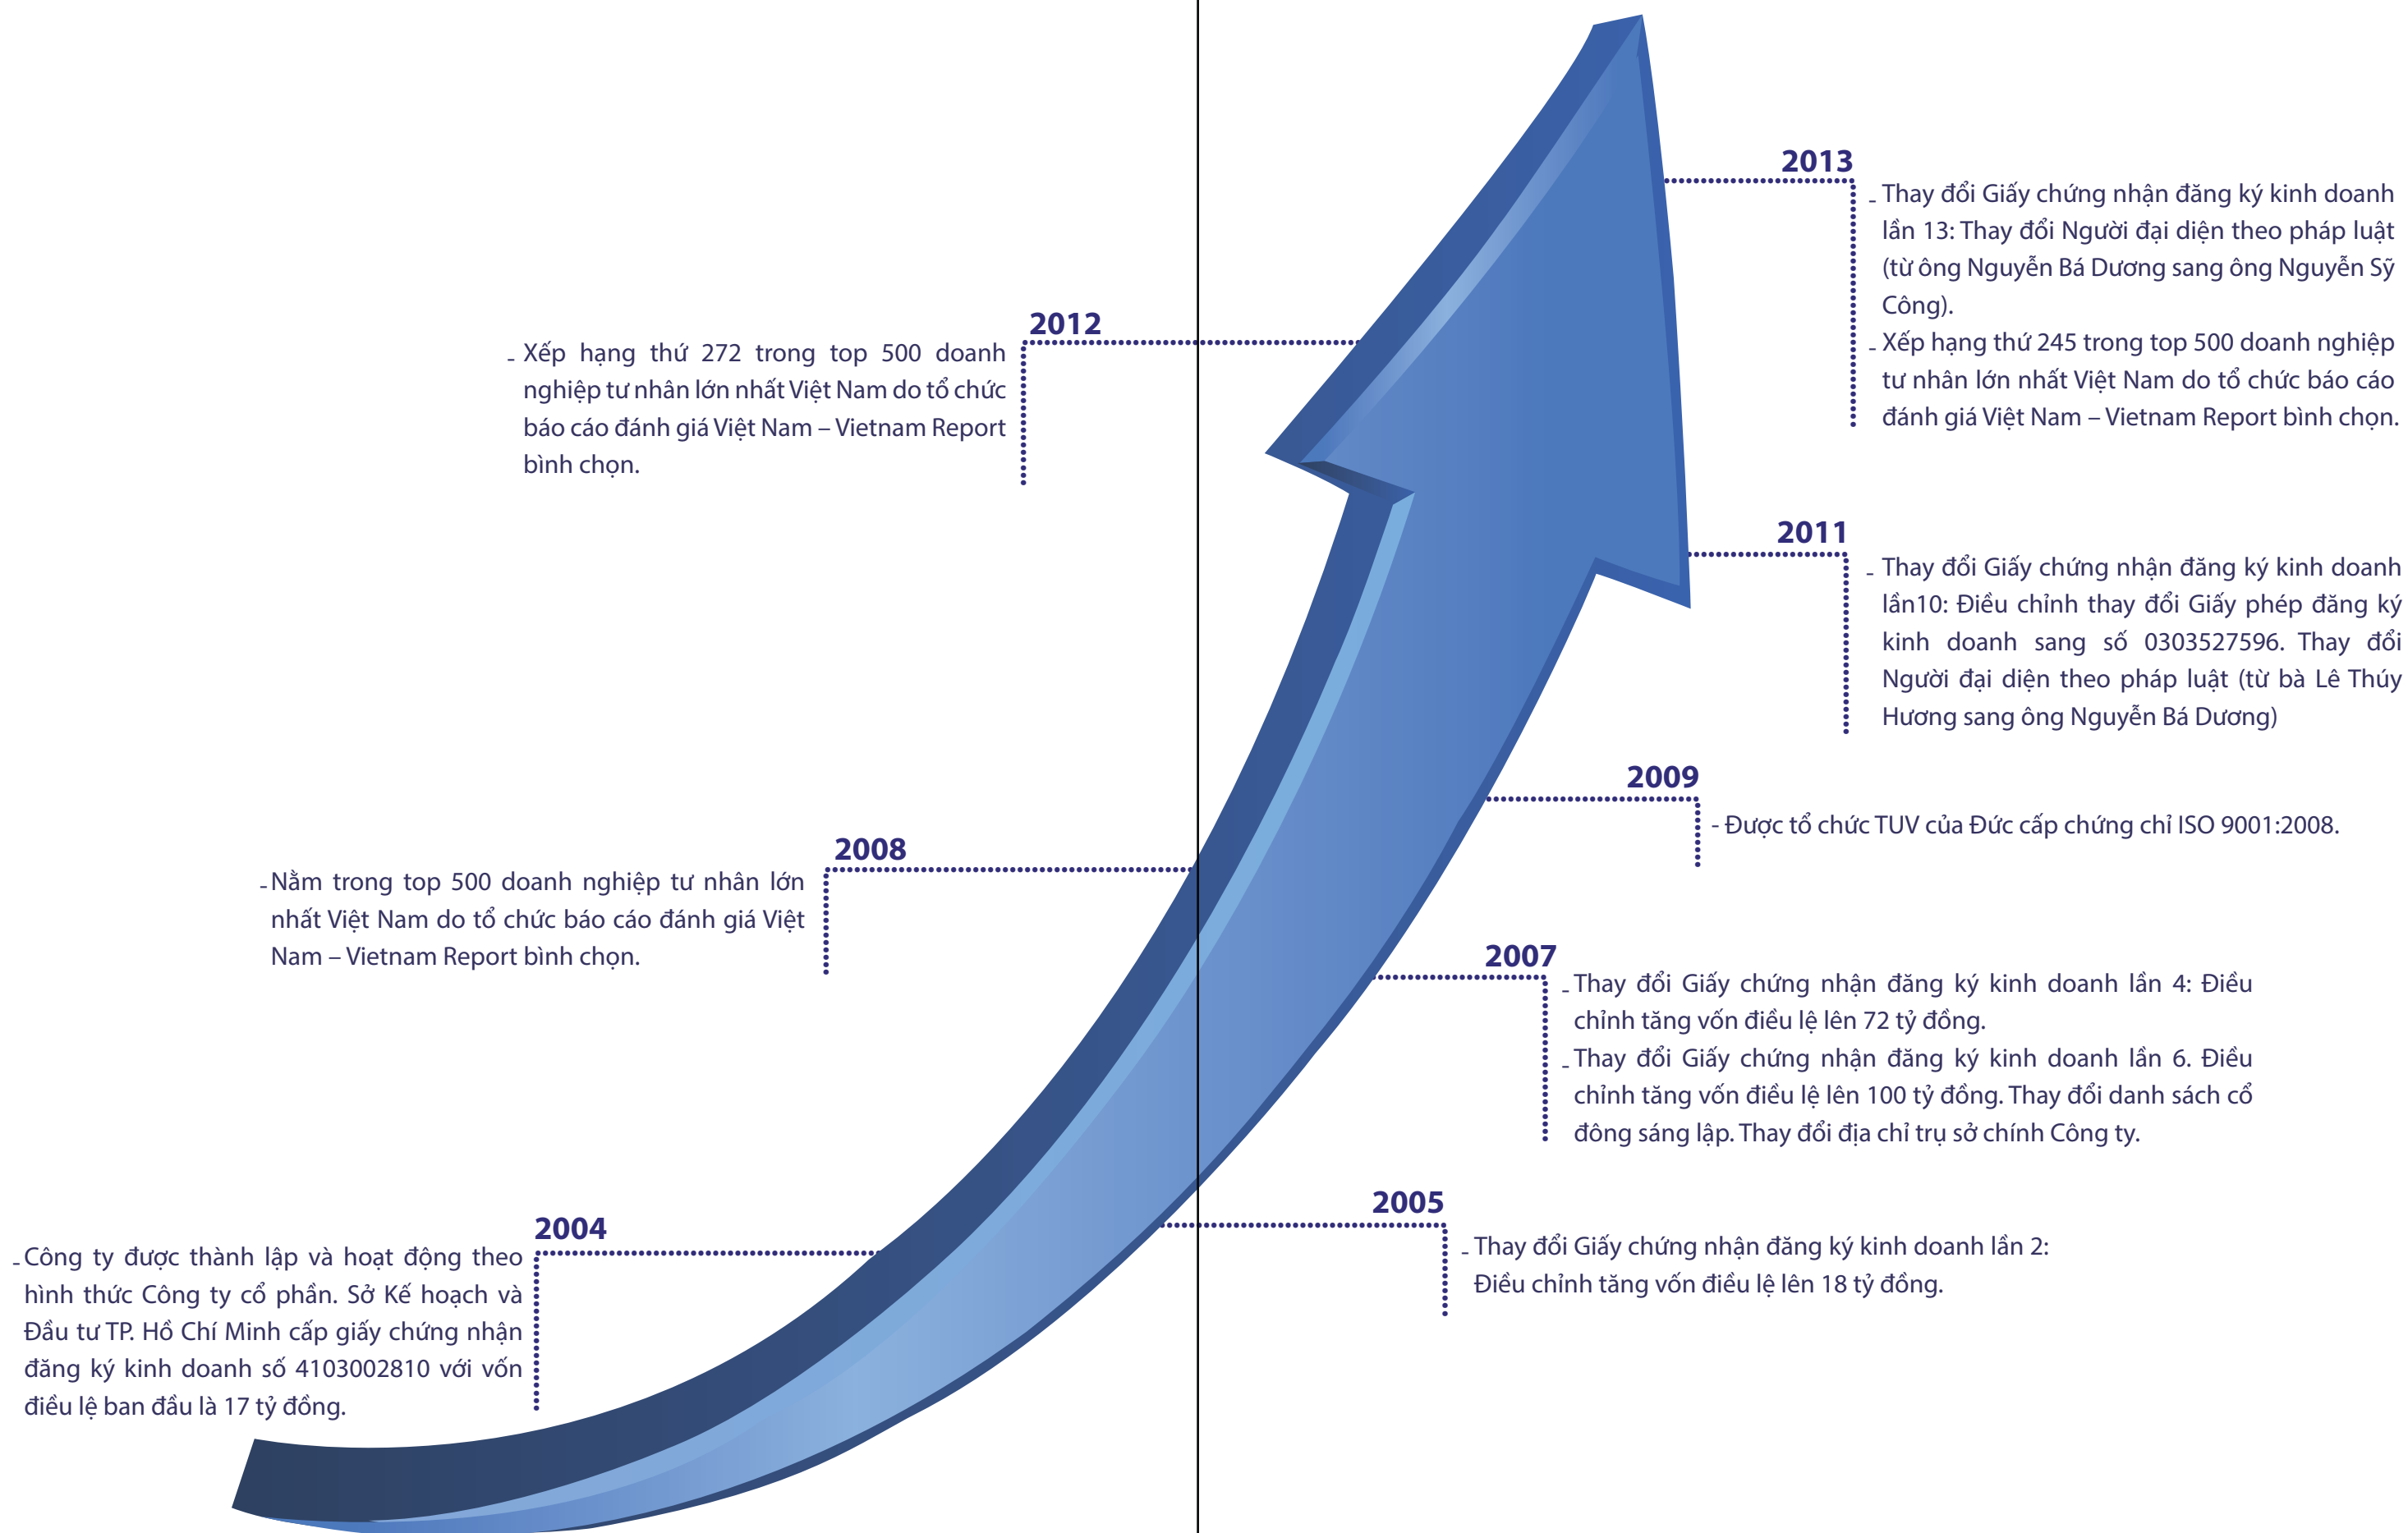 2013
- Thay đổi Giấy chứng nhận đăng ký kinh doanh
lần 13: Thay đổi Người đại diện theo pháp luật
(từ ông Nguyễn Bá Dương sang ông Nguyễn Sỹ
Công).
- Xếp hạng thứ 245 trong top 500 doanh nghiệp
tư nhân lớn nhất Việt Nam do tổ chức báo cáo
đánh giá Việt Nam – Vietnam Report bình chọn.
2012
- Xếp hạng thứ 272 trong top 500 doanh
nghiệp tư nhân lớn nhất Việt Nam do tổ chức
báo cáo đánh giá Việt Nam – Vietnam Report
bình chọn.
2011
- Thay đổi Giấy chứng nhận đăng ký kinh doanh
lần10: Điều chỉnh thay đổi Giấy phép đăng ký
kinh doanh sang số 0303527596. Thay đổi
Người đại diện theo pháp luật (từ bà Lê Thúy
Hương sang ông Nguyễn Bá Dương)
2009
- Được tổ chức TUV của Đức cấp chứng chỉ ISO 9001:2008.
2008
- Nằm trong top 500 doanh nghiệp tư nhân lớn
nhất Việt Nam do tổ chức báo cáo đánh giá Việt
Nam – Vietnam Report bình chọn.
2007
- Thay đổi Giấy chứng nhận đăng ký kinh doanh lần 4: Điều
chỉnh tăng vốn điều lệ lên 72 tỷ đồng.
- Thay đổi Giấy chứng nhận đăng ký kinh doanh lần 6. Điều
chỉnh tăng vốn điều lệ lên 100 tỷ đồng. Thay đổi danh sách cổ
đông sáng lập. Thay đổi địa chỉ trụ sở chính Công ty.
2005
- Thay đổi Giấy chứng nhận đăng ký kinh doanh lần 2:
Điều chỉnh tăng vốn điều lệ lên 18 tỷ đồng.
2004
- Công ty được thành lập và hoạt động theo
hình thức Công ty cổ phần. Sở Kế hoạch và
Đầu tư TP. Hồ Chí Minh cấp giấy chứng nhận
đăng ký kinh doanh số 4103002810 với vốn
điều lệ ban đầu là 17 tỷ đồng.